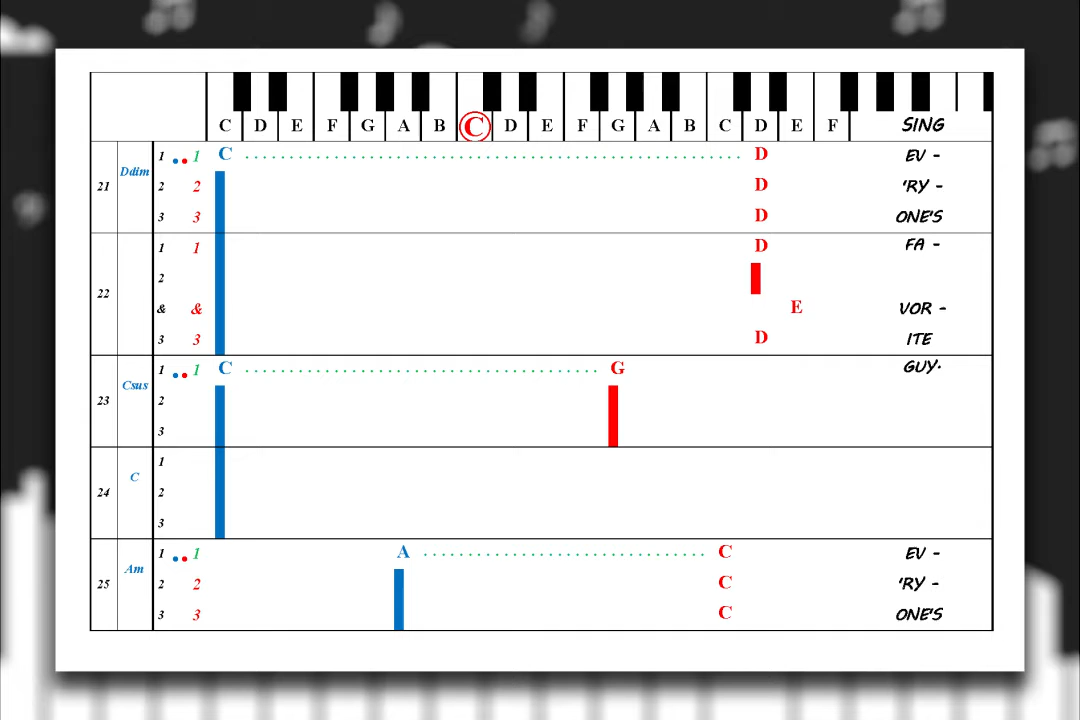 C D E F G A B C D E F G A B C D E F SING
21 Ddim 1 1 C D EV -
2 2 D 'RY -
3 3 D ONE'S
22 1 1 D FA -
2
& & E VOR -
3 3 D ITE
23 Csus 1 1 C G GUY.
2
3
24 C 1
2
3
25 Am 1 1 A C EV -
2 2 C 'RY -
3 3 C ONE'S